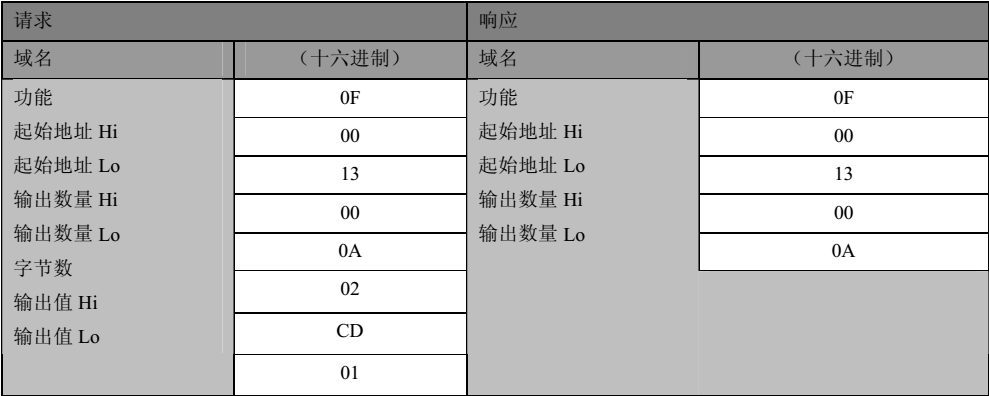 请求 响应
域名 （十六进制） 域名 （十六进制）
功能 0F 功能 0F
起始地址 Hi 00 起始地址 Hi 00
起始地址 Lo 13 起始地址 Lo 13
输出数量 Hi 00 输出数量 Hi 00
输出数量 Lo 0A 输出数量 Lo 0A
字节数 02
输出值 Hi CD
输出值 Lo 01